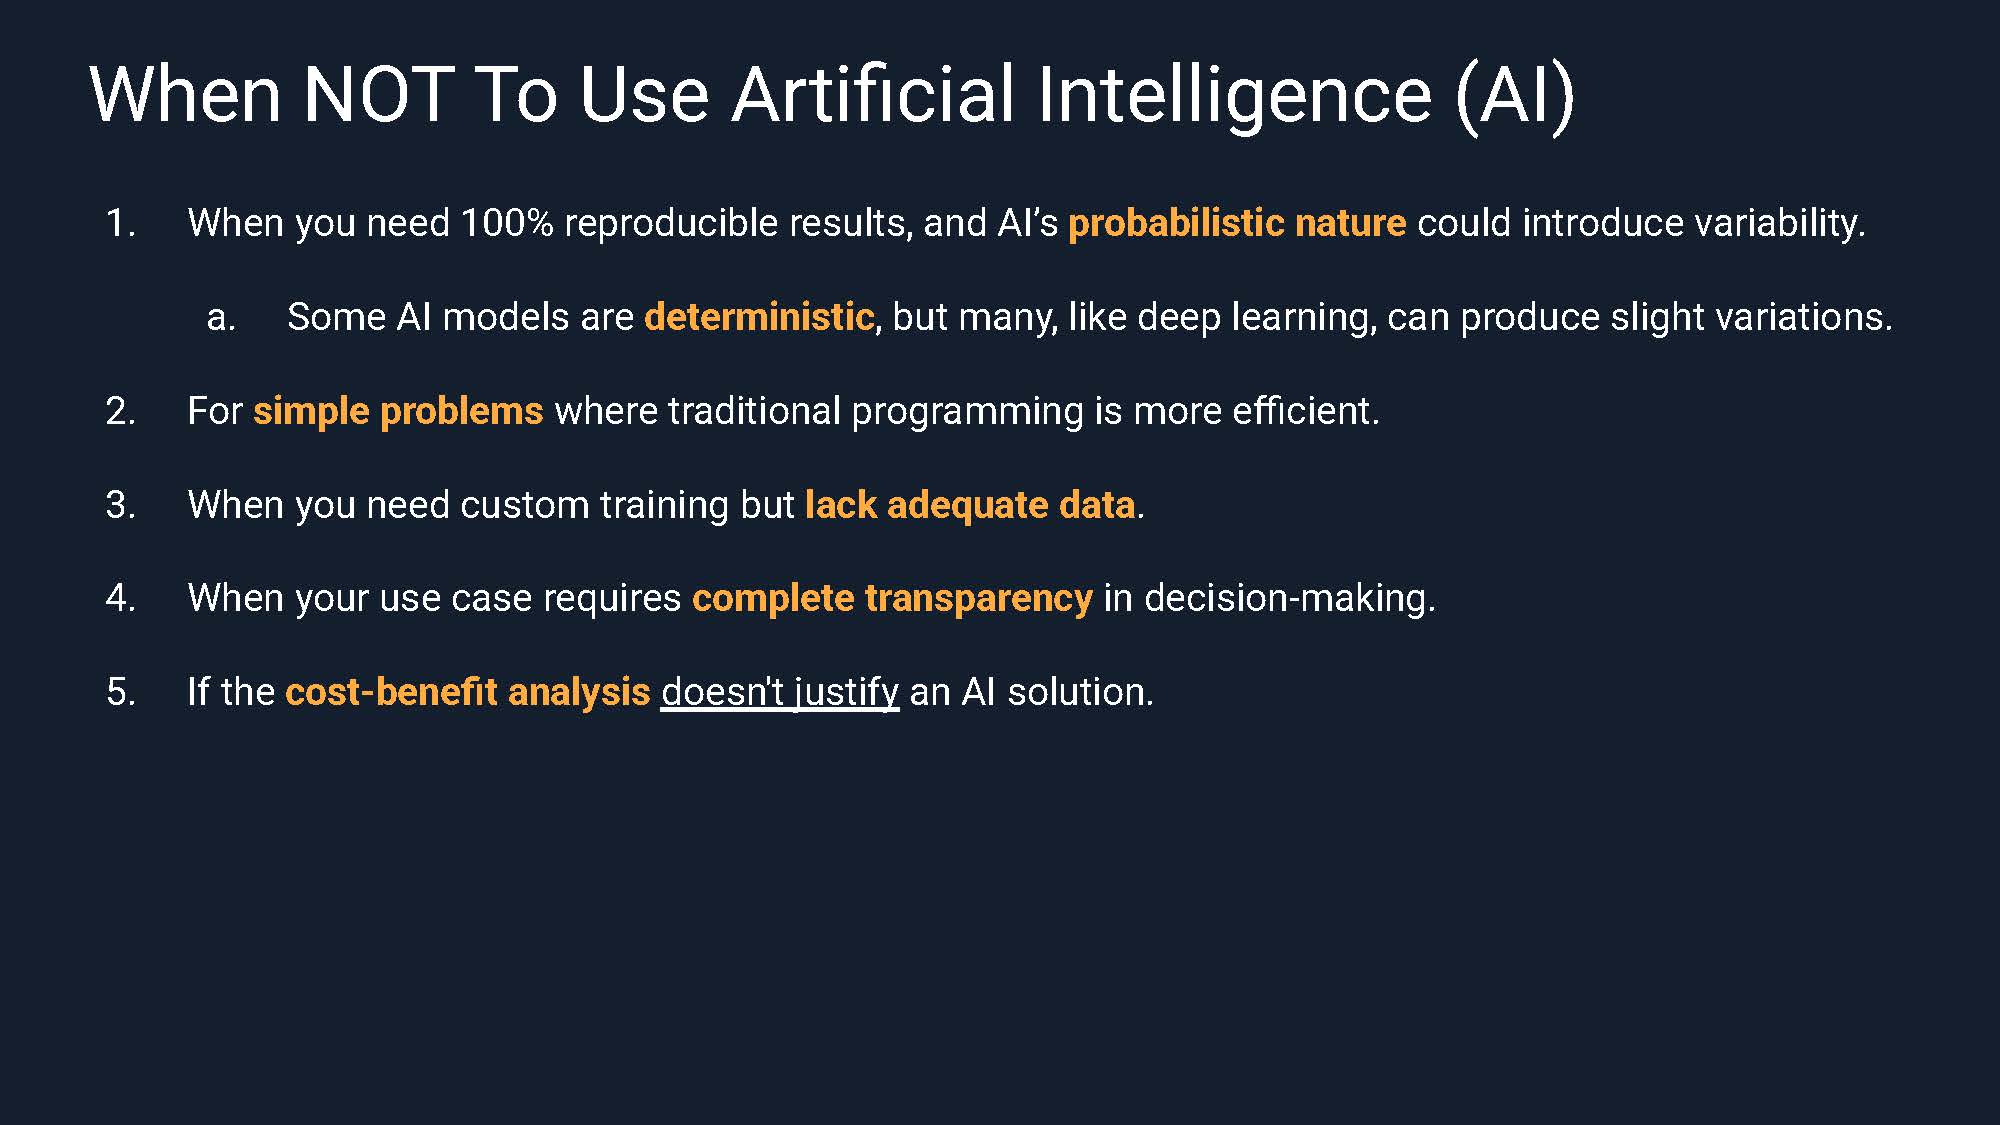 When NOT To Use Artificial Intelligence (AI)
1. When you need 100% reproducible results, and AI’s probabilistic nature could introduce variability.
a. Some AI models are deterministic, but many, like deep learning, can produce slight variations.
2. For simple problems where traditional programming is more efficient.
3. When you need custom training but lack adequate data.
4. When your use case requires complete transparency in decision-making.
5. If the cost-benefit analysis doesn't justify an AI solution.